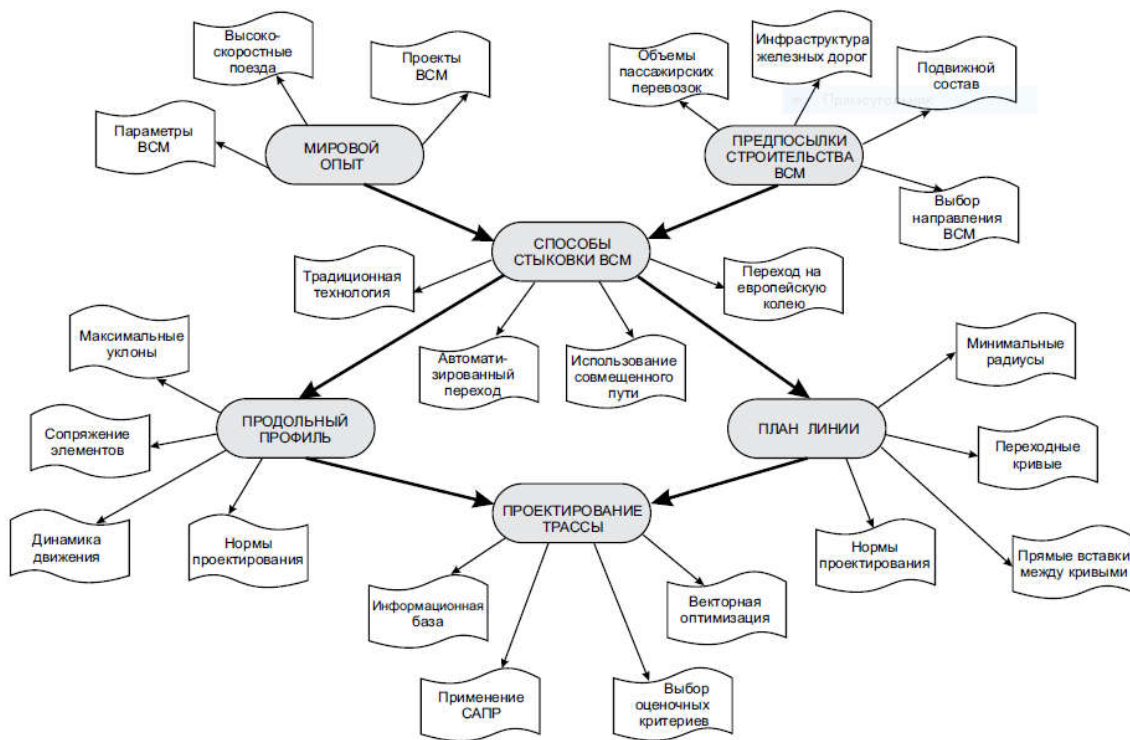 Высоко-
скоростные
поезда
Проекты
ВСМ
Параметры
ВСМ
МИРОВОЙ
ОПЫТ
Объемы
пассажирских
перевозок
Инфраструктура
железных дорог
Подвижной
состав
ПРЕДПОСЫЛКИ
СТРОИТЕЛЬСТВА
ВСМ
Выбор
направления
ВСМ
СПОСОБЫ
СТЫКОВКИ ВСМ
Традиционная
технология
Переход на
европейскую
колею
Автомати-
зированный
переход
Использование
совмещенного
пути
Максимальные
уклоны
Сопряжение
элементов
ПРОДОЛЬНЫЙ
ПРОФИЛЬ
Динамика
движения
Нормы
проектирования
Минимальные
радиусы
ПЛАН ЛИНИИ
Переходные
кривые
Нормы
проектирования
Прямые вставки
между кривыми
ПРОЕКТИРОВАНИЕ
ТРАССЫ
Информационная
база
Векторная
оптимизация
Применение
САПР
Выбор
оценочных
критериев